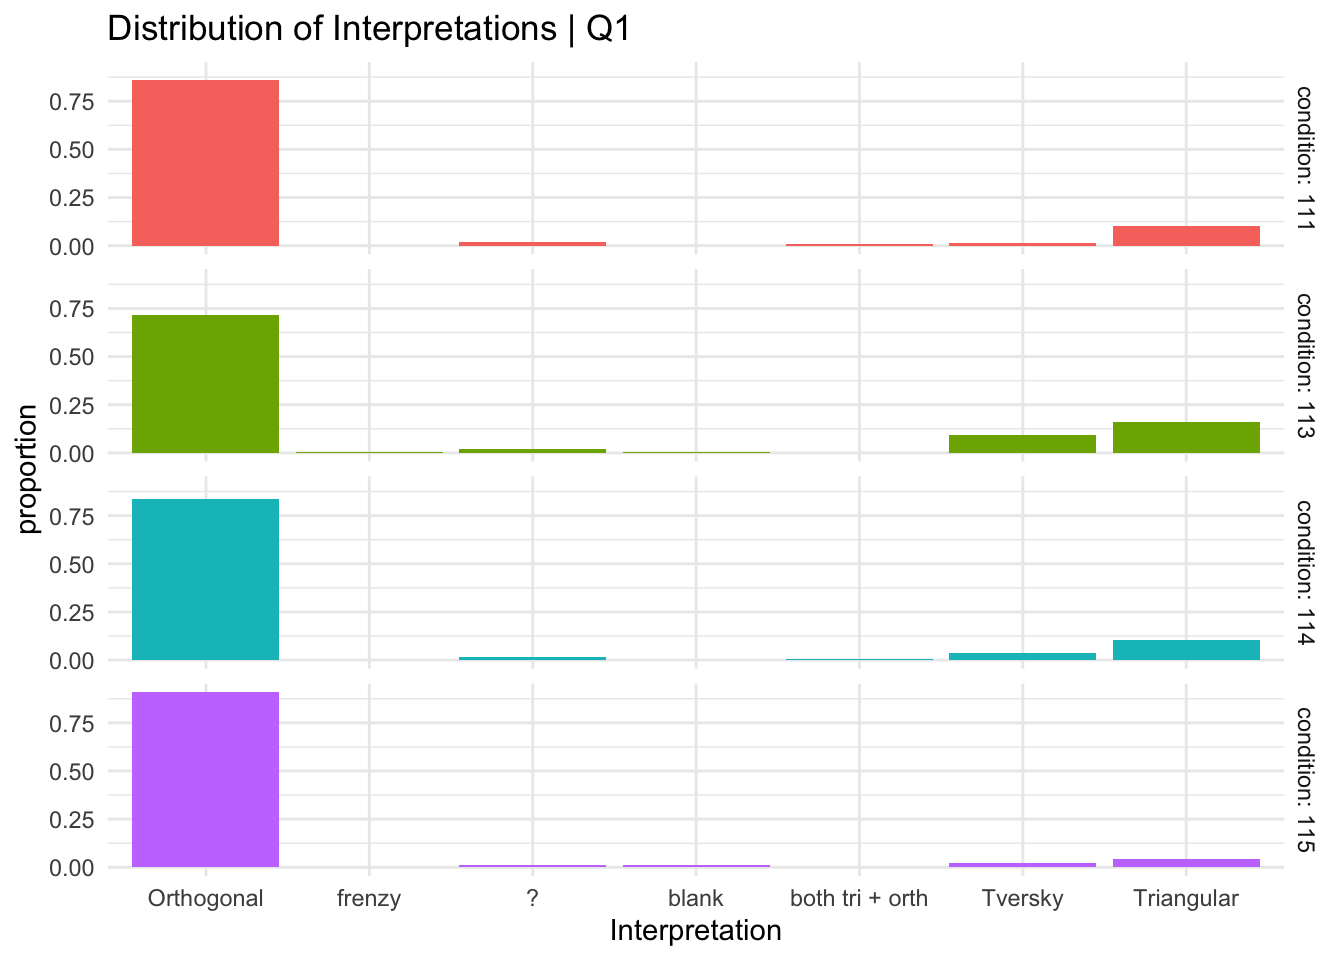 Distribution of Interpretations | Q1
proportion
0.75
0.50
0.25
0.00
condition: 111
0.75
0.50
0.25
0.00
condition: 113
0.75
0.50
0.25
0.00
condition: 114
0.75
0.50
0.25
0.00
condition: 115
Orthogonal frenzy ? blank both tri + orth Tversky Triangular
Interpretation